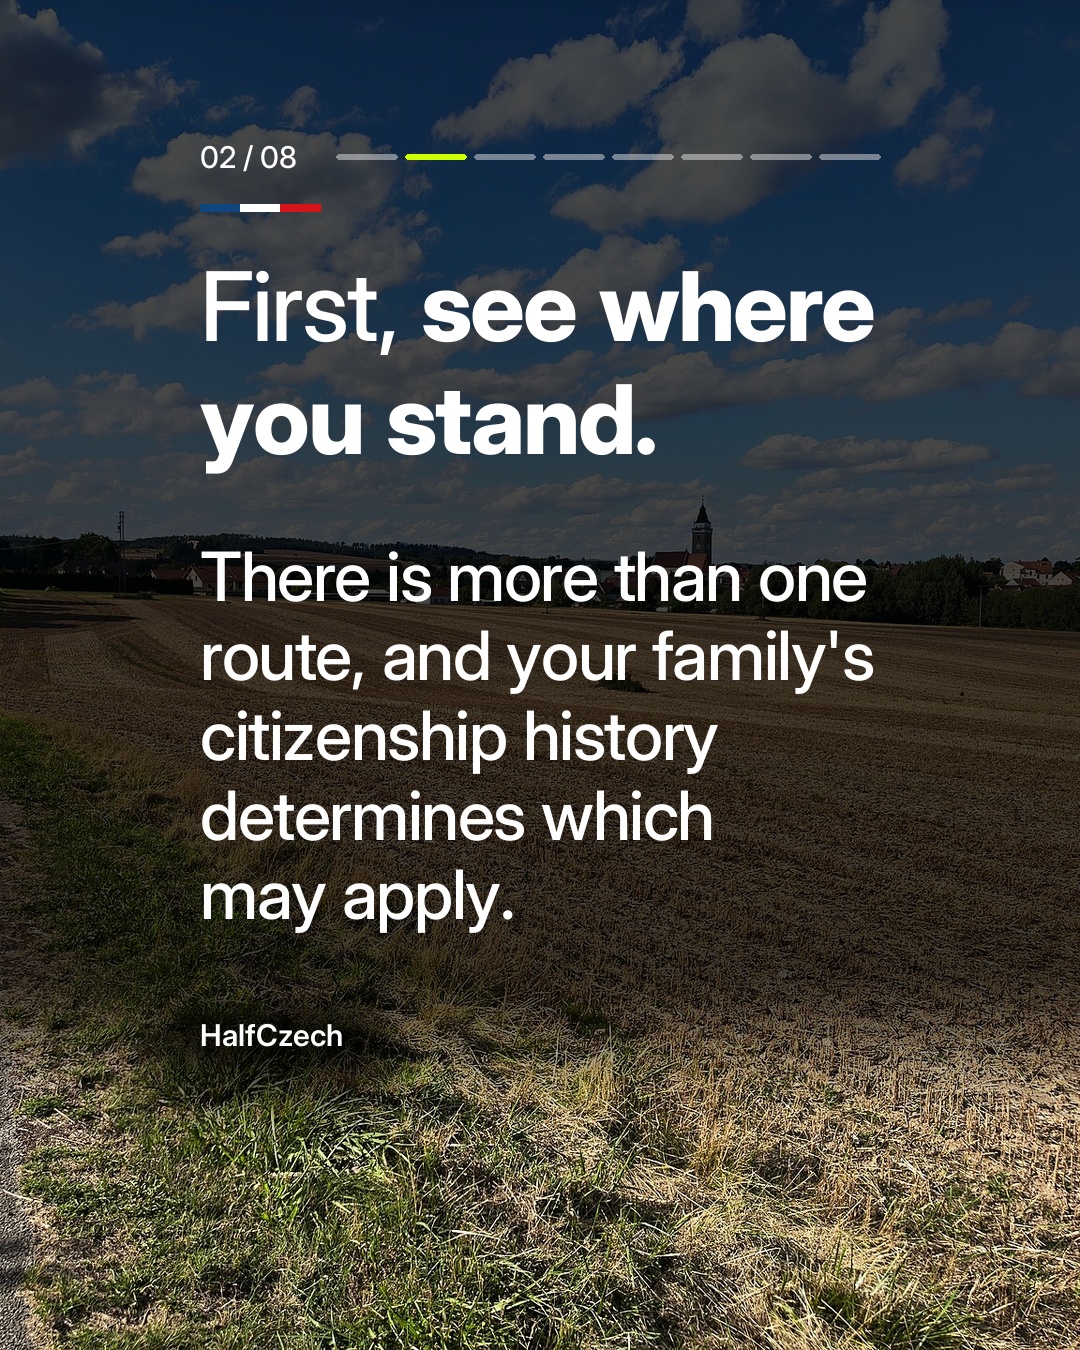 02 / 08
First, see where
you stand.
There is more than one
route, and your family's
citizenship history
determines which
may apply.
HalfCzech